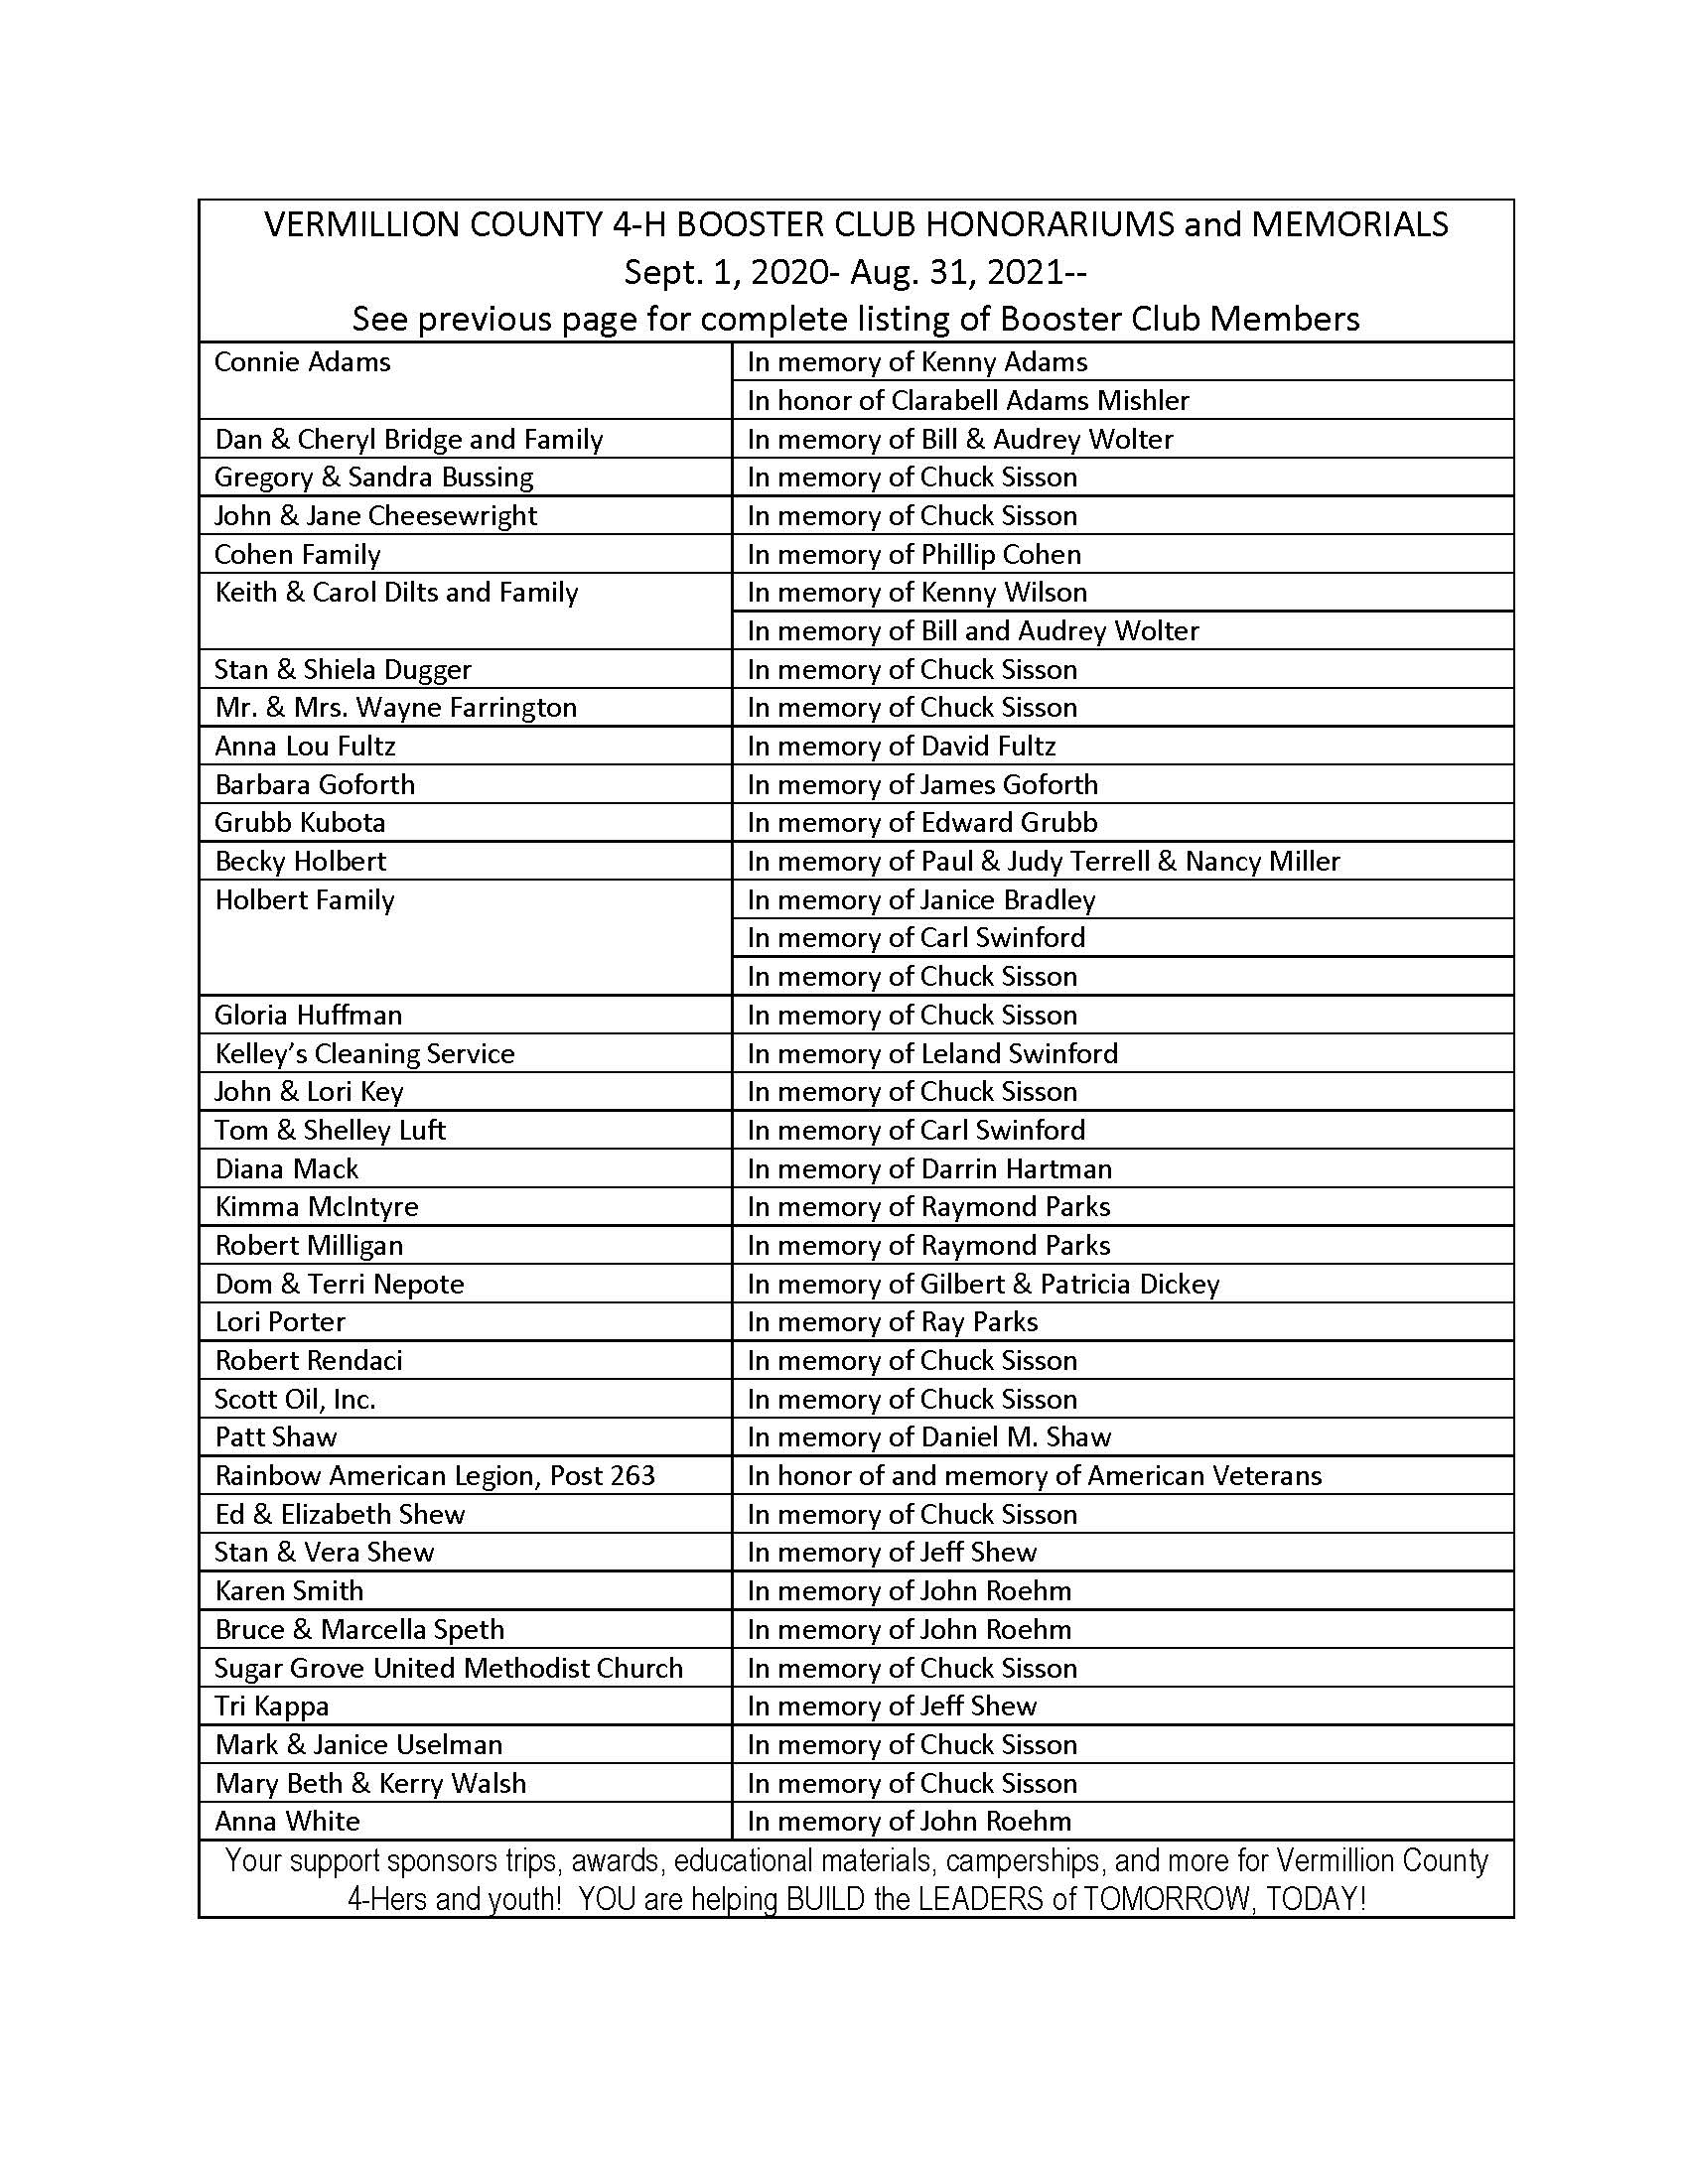 VERMILLION COUNTY 4-H BOOSTER CLUB HONORARIUMS and MEMORIALS
Sept. 1, 2020- Aug. 31, 2021--
See previous page for complete listing of Booster Club Members
Connie Adams In memory of Kenny Adams
In honor of Clarabell Adams Mishler
Dan & Cheryl Bridge and Family In memory of Bill & Audrey Wolter
Gregory & Sandra Bussing In memory of Chuck Sisson
John & Jane Cheesewright In memory of Chuck Sisson
Cohen Family In memory of Phillip Cohen
Keith & Carol Dilts and Family In memory of Kenny Wilson
In memory of Bill and Audrey Wolter
Stan & Shiela Dugger In memory of Chuck Sisson
Mr. & Mrs. Wayne Farrington In memory of Chuck Sisson
Anna Lou Fultz In memory of David Fultz
Barbara Goforth In memory of James Goforth
Grubb Kubota In memory of Edward Grubb
Becky Holbert In memory of Paul & Judy Terrell & Nancy Miller
Holbert Family In memory of Janice Bradley
In memory of Carl Swinford
In memory of Chuck Sisson
Gloria Huffman In memory of Chuck Sisson
Kelley’s Cleaning Service In memory of Leland Swinford
John & Lori Key In memory of Chuck Sisson
Tom & Shelley Luft In memory of Carl Swinford
Diana Mack In memory of Darrin Hartman
Kimma McIntyre In memory of Raymond Parks
Robert Milligan In memory of Raymond Parks
Dom & Terri Nepote In memory of Gilbert & Patricia Dickey
Lori Porter In memory of Ray Parks
Robert Rendaci In memory of Chuck Sisson
Scott Oil, Inc. In memory of Chuck Sisson
Patt Shaw In memory of Daniel M. Shaw
Rainbow American Legion, Post 263 In honor of and memory of American Veterans
Ed & Elizabeth Shew In memory of Chuck Sisson
Stan & Vera Shew In memory of Jeff Shew
Karen Smith In memory of John Roehm
Bruce & Marcella Speth In memory of John Roehm
Sugar Grove United Methodist Church In memory of Chuck Sisson
Tri Kappa In memory of Jeff Shew
Mark & Janice Uselman In memory of Chuck Sisson
Mary Beth & Kerry Walsh In memory of Chuck Sisson
Anna White In memory of John Roehm
Your support sponsors trips, awards, educational materials, camperships, and more for Vermillion County
4-Hers and youth! YOU are helping BUILD the LEADERS of TOMORROW, TODAY!